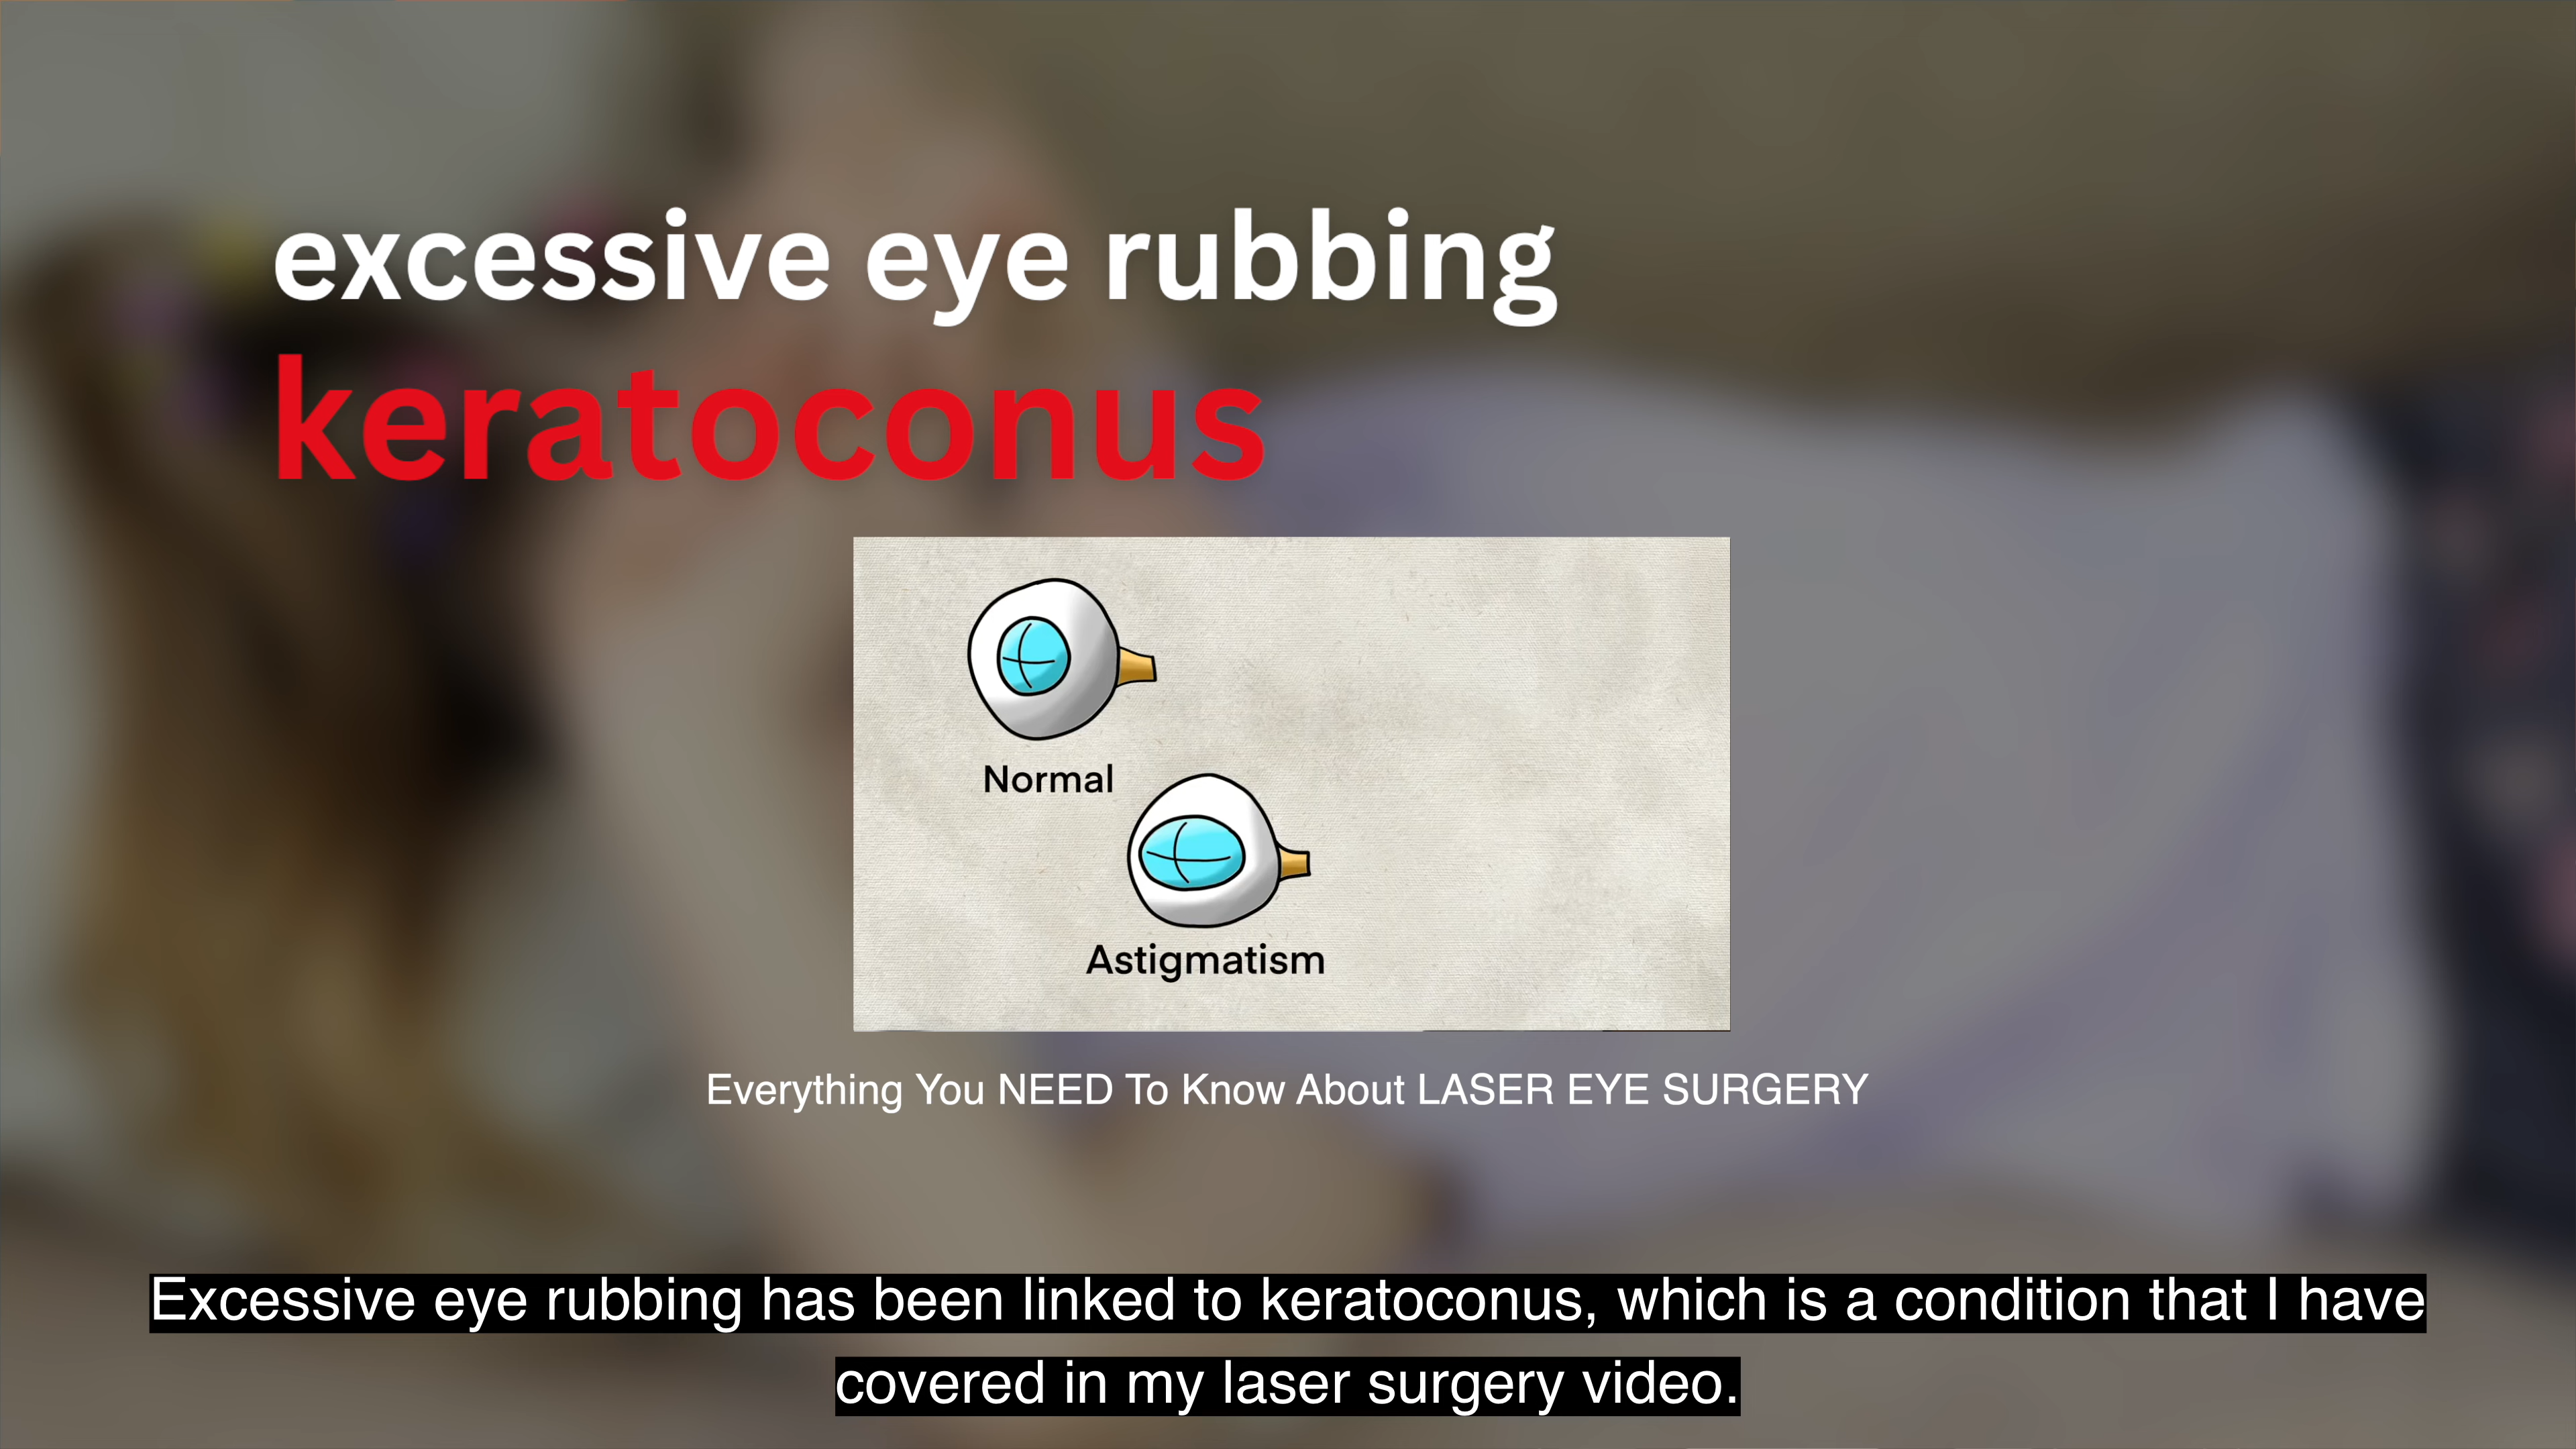 excessive eye rubbing
keratoconus
Normal
Astigmatism
Everything You NEED To Know About LASER EYE SURGERY
Excessive eye rubbing has been linked to keratoconus, which is a condition that I have
covered in my laser surgery video.